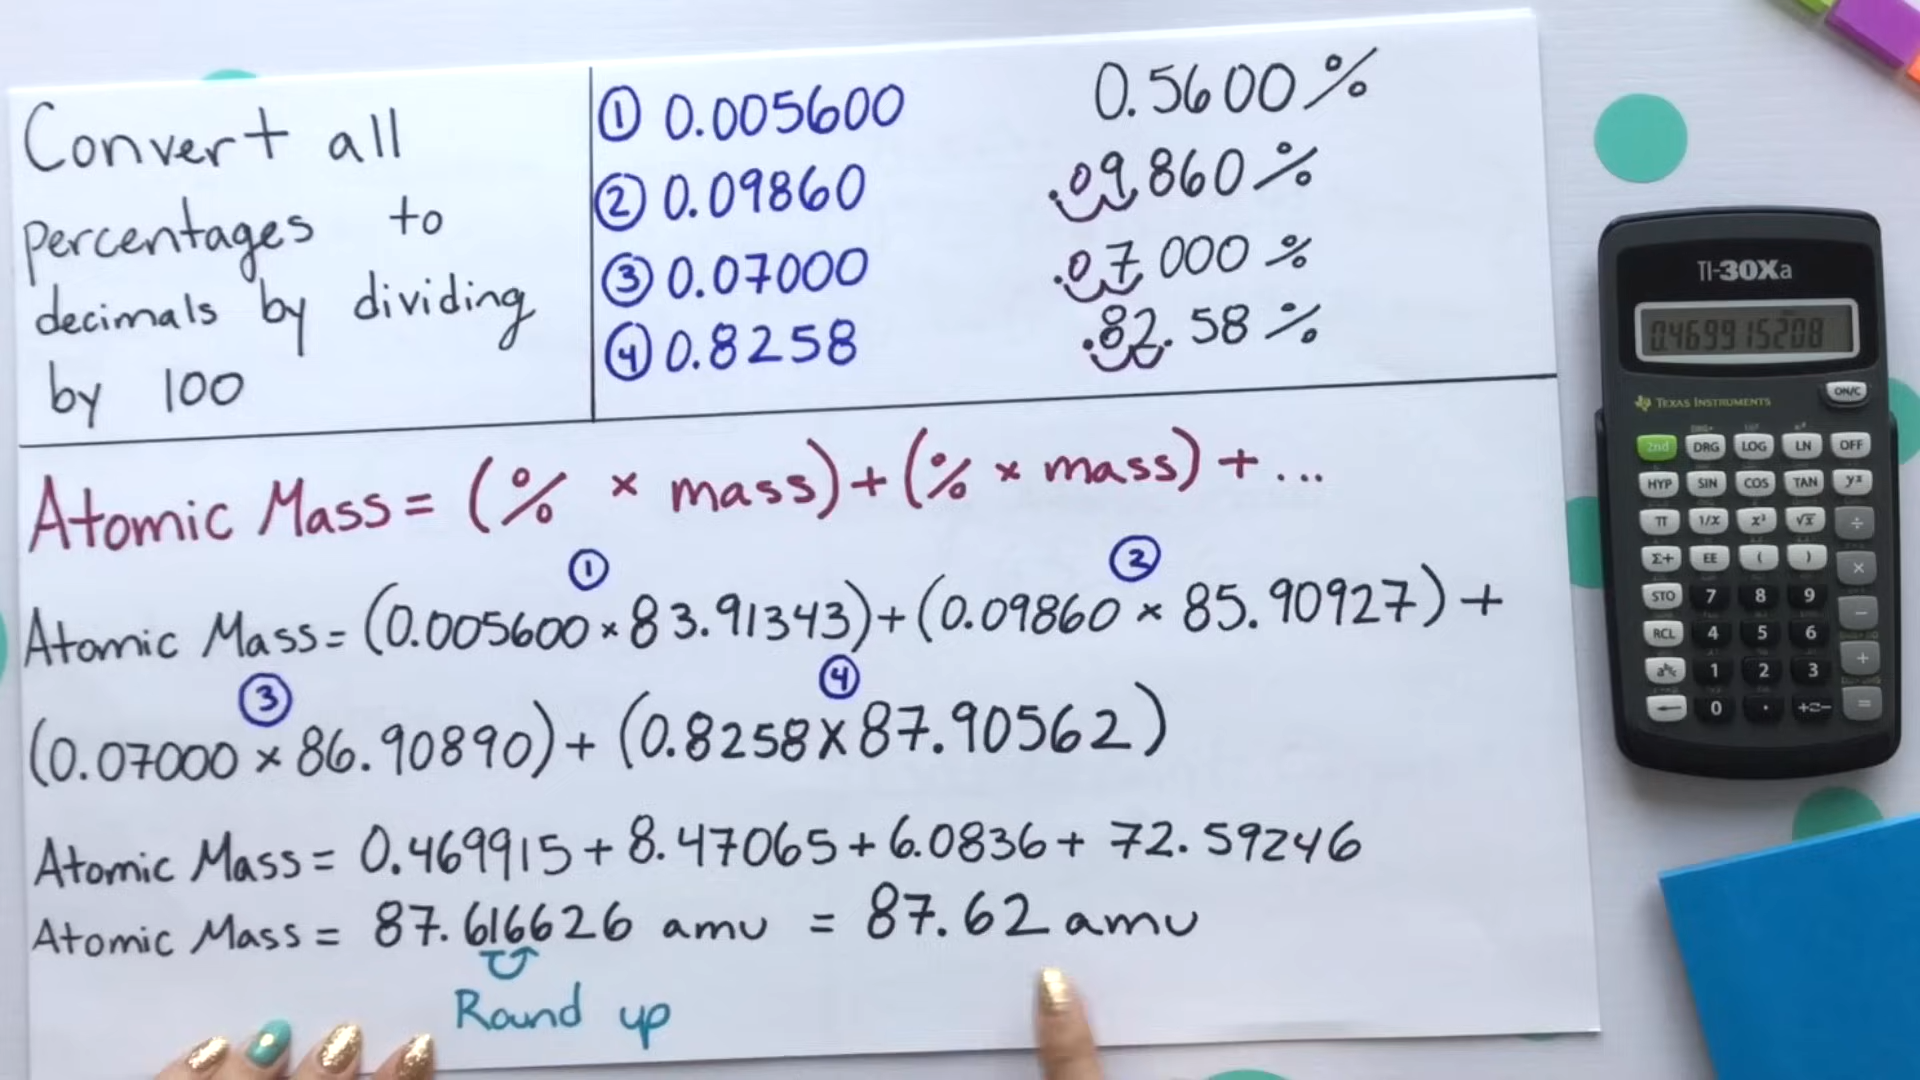 Convert all
percentages to
decimals by dividing
by 100
① 0.005600
② 0.09860
③ 0.07000
④ 0.8258
0.5600%
.09.860%
.07.000%
.82.58%
Atomic Mass = (% × mass) + (% × mass) + ...
① ②
Atomic Mass = (0.005600 × 83.91343) + (0.09860 × 85.90927) +
③ ④
(0.07000 × 86.90890) + (0.8258 X 87.90562)
Atomic Mass = 0.469915 + 8.47065 + 6.0836 + 72.59246
Atomic Mass = 87.616626 amu = 87.62 amu
Round up
TI-30Xa
0.469915208
TEXAS INSTRUMENTS
ON/C
2nd DRG LOG LN OFF
HYP SIN COS TAN yˣ
π 1/x x² √x ÷
Σ+ EE ( ) ×
STO 7 8 9 −
RCL 4 5 6 +
a b/c 1 2 3 =
← 0 . +⇄−